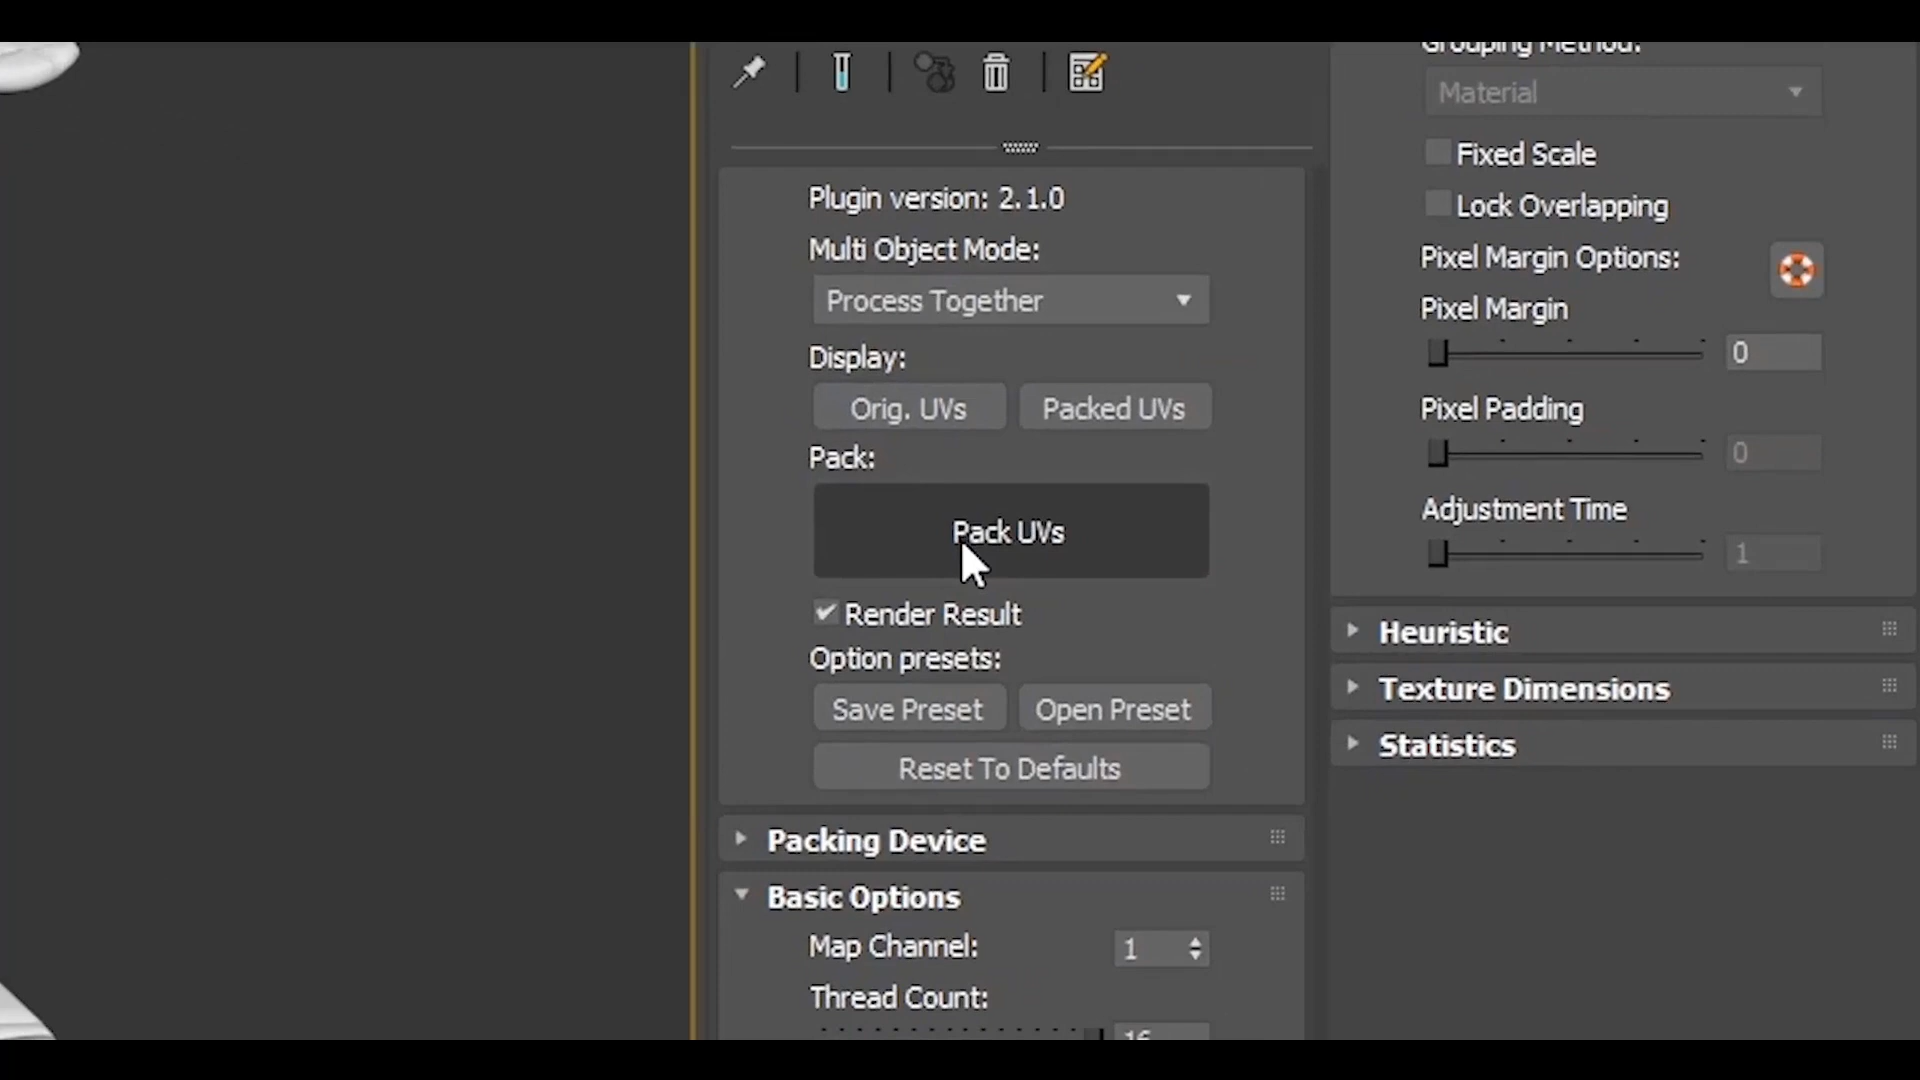 Plugin version: 2.1.0
Multi Object Mode:
Process Together
Display:
Orig. UVs
Packed UVs
Pack:
Pack UVs
Render Result
Option presets:
Save Preset
Open Preset
Reset To Defaults
Packing Device
Basic Options
Map Channel:
1
Thread Count:
16
Grouping Method:
Material
Fixed Scale
Lock Overlapping
Pixel Margin Options:
Pixel Margin
0
Pixel Padding
0
Adjustment Time
1
Heuristic
Texture Dimensions
Statistics